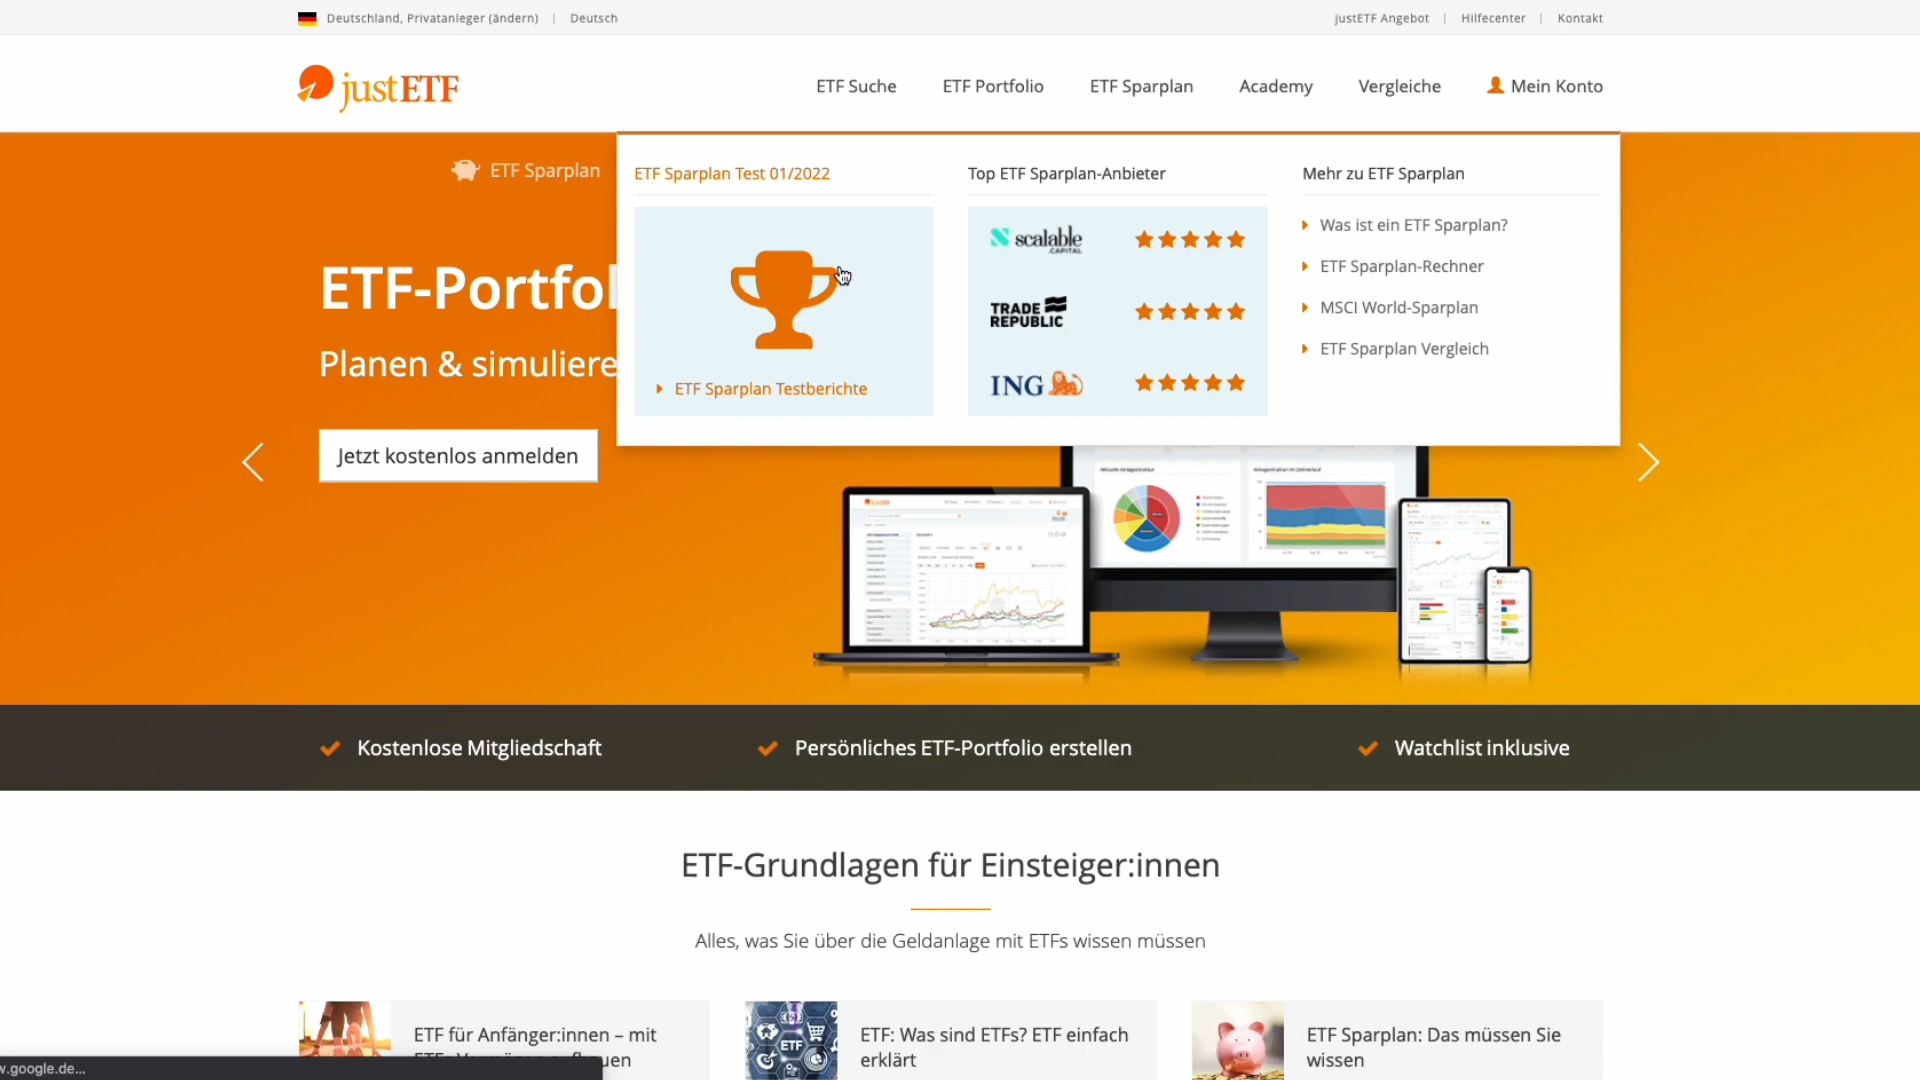 Deutschland, Privatanleger (ändern) | Deutsch
justETF Angebot | Hilfecenter | Kontakt
justETF
ETF Suche
ETF Portfolio
ETF Sparplan
Academy
Vergleiche
Mein Konto
ETF Sparplan
ETF Sparplan Test 01/2022
ETF Sparplan Testberichte
Top ETF Sparplan-Anbieter
scalable
CAPITAL
TRADE
REPUBLIC
ING
Mehr zu ETF Sparplan
Was ist ein ETF Sparplan?
ETF Sparplan-Rechner
MSCI World-Sparplan
ETF Sparplan Vergleich
ETF-Portfol
Planen & simuliere
Jetzt kostenlos anmelden
Kostenlose Mitgliedschaft
Persönliches ETF-Portfolio erstellen
Watchlist inklusive
ETF-Grundlagen für Einsteiger:innen
Alles, was Sie über die Geldanlage mit ETFs wissen müssen
ETF für Anfänger:innen – mit
ETF
ETF: Was sind ETFs? ETF einfach
erklärt
ETF Sparplan: Das müssen Sie
wissen
w.google.de...